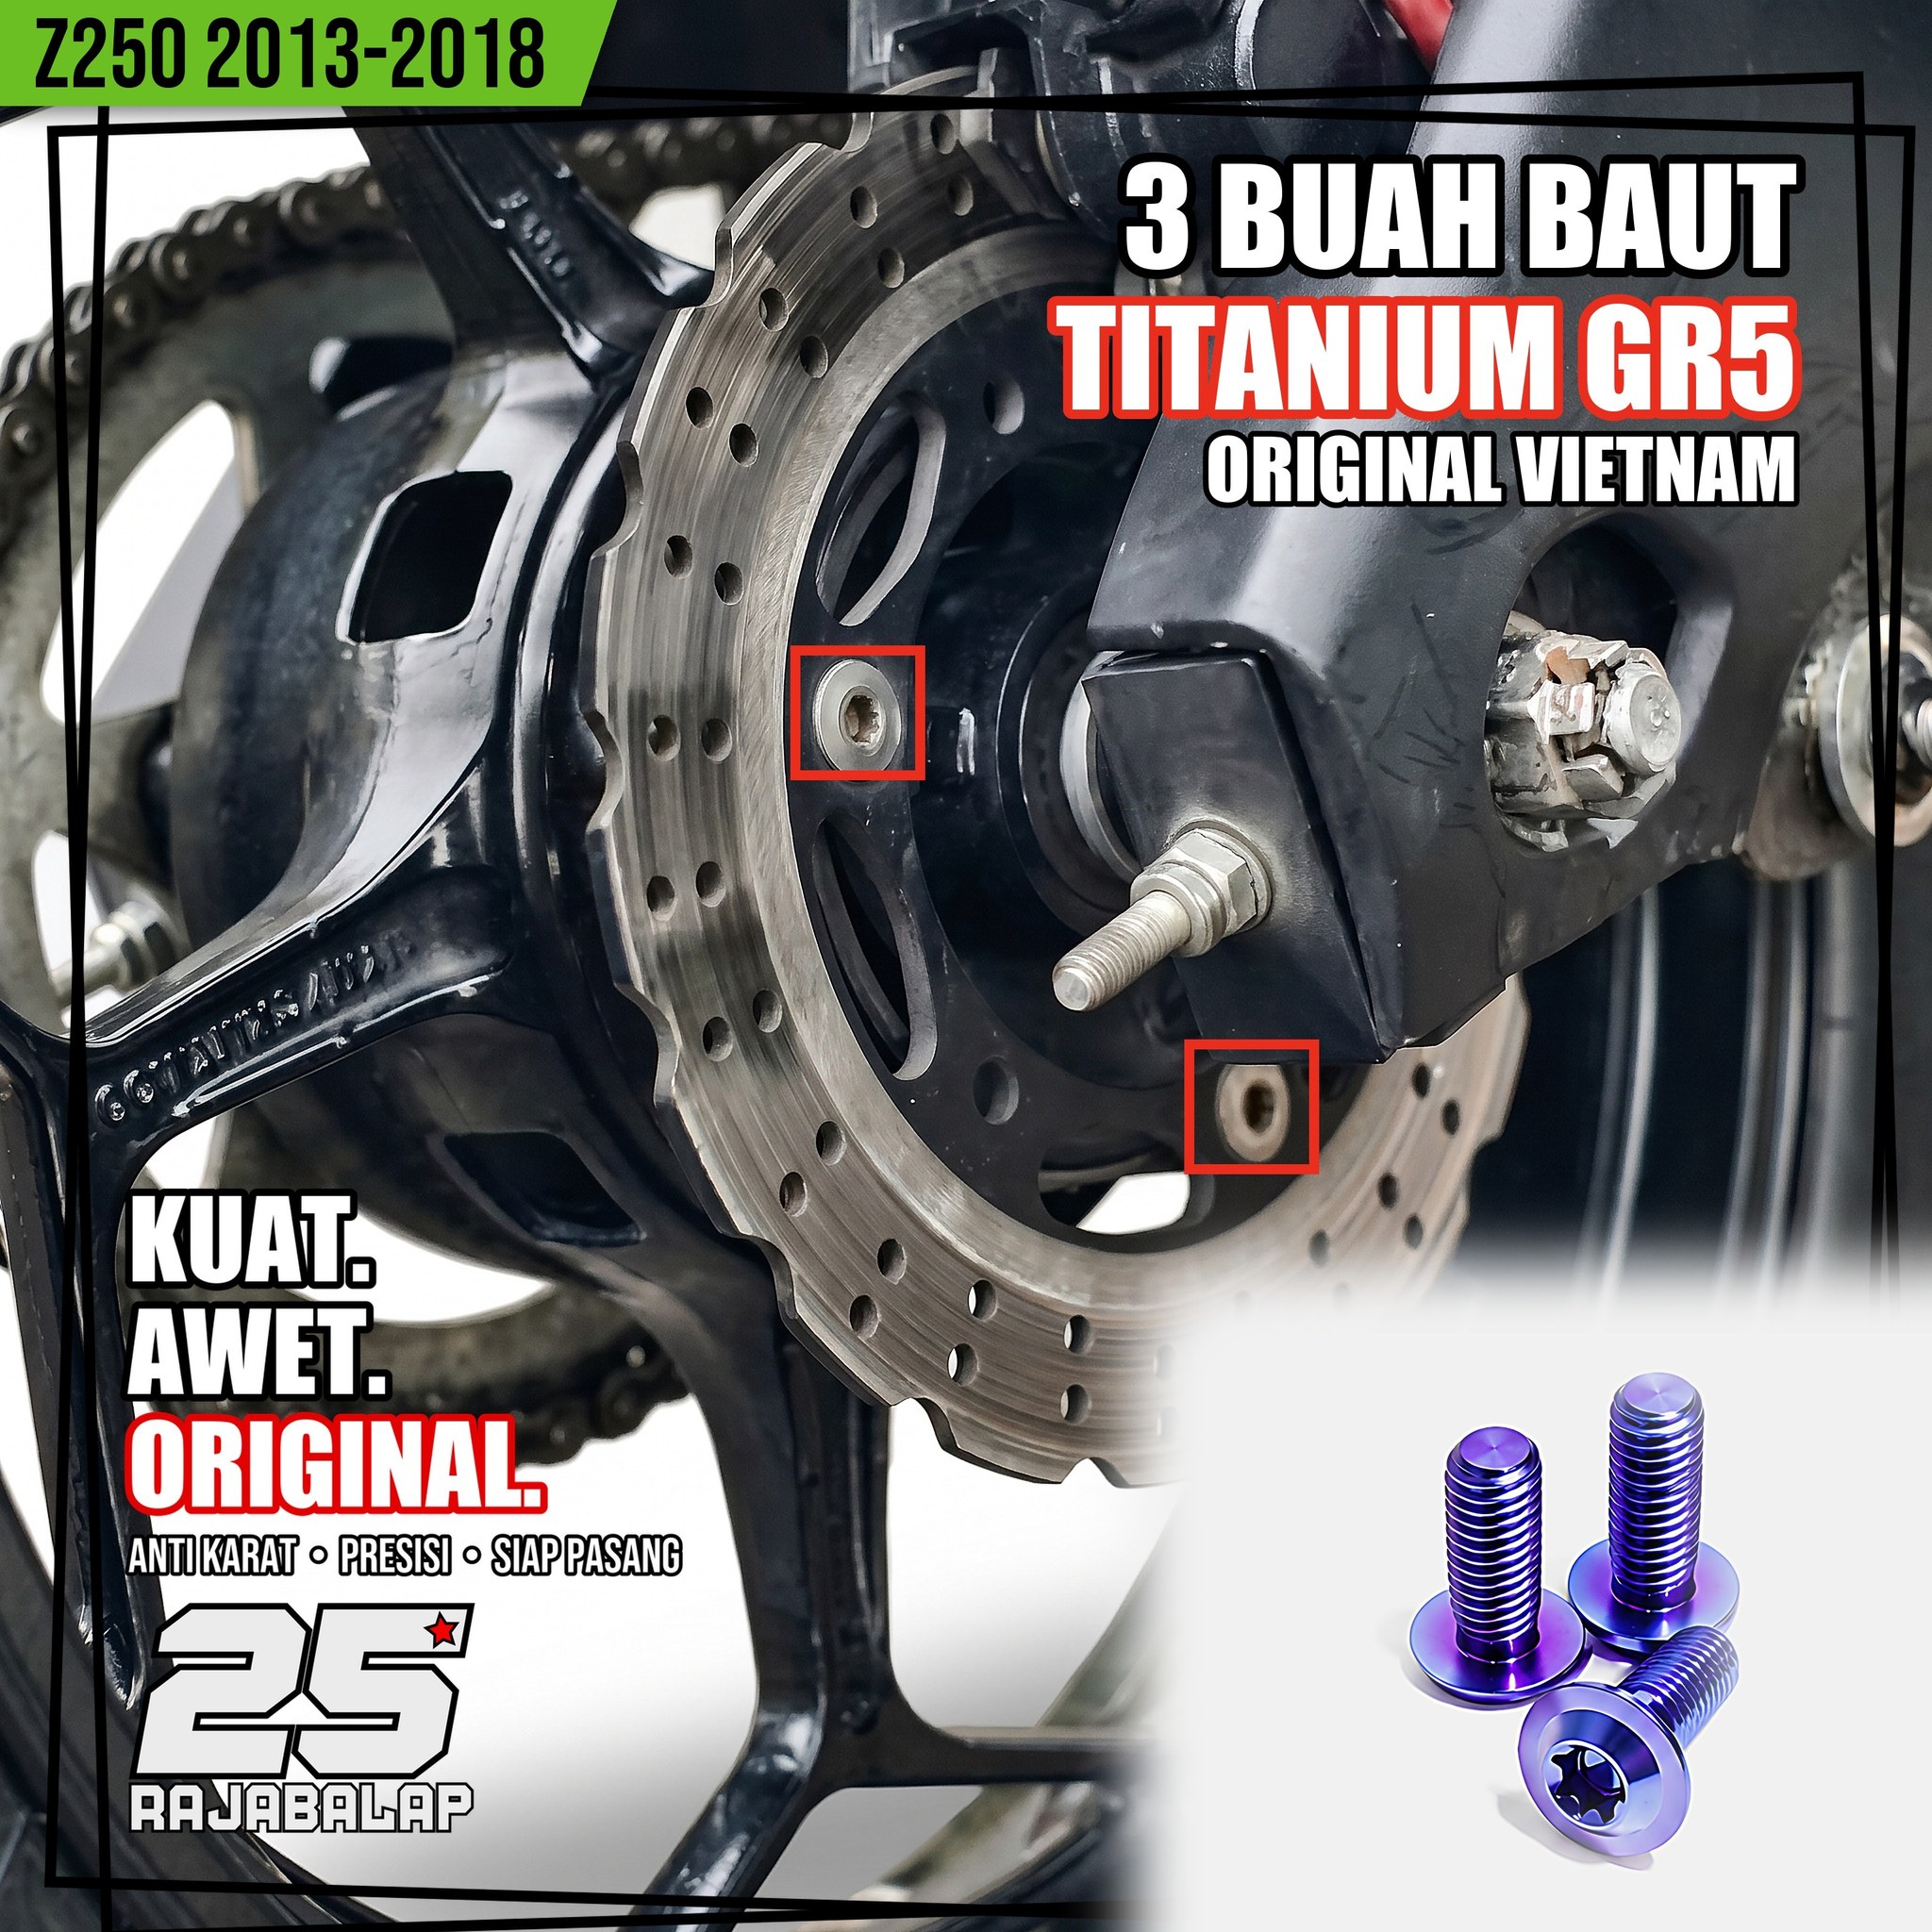 Z250 2013-2018
3 BUAH BAUT
TITANIUM GR5
ORIGINAL VIETNAM
KUAT.
AWET.
ORIGINAL.
ANTI KARAT • PRESISI • SIAP PASANG
25
RAJABALAP